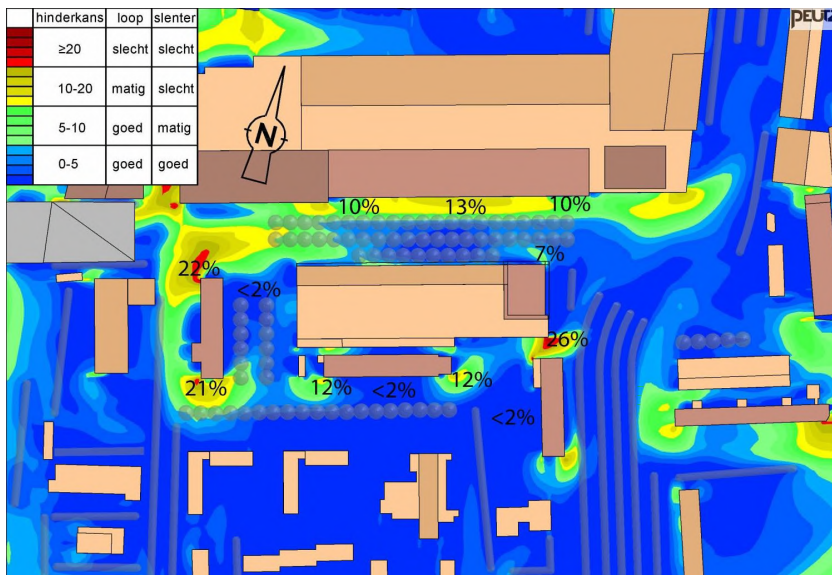 hinderkans loop slenter
≥20 slecht slecht
10-20 matig slecht
5-10 goed matig
0-5 goed goed
PEUTZ
N
10% 13% 10%
7%
22%
<2%
26%
21%
12%
<2%
12%
<2%